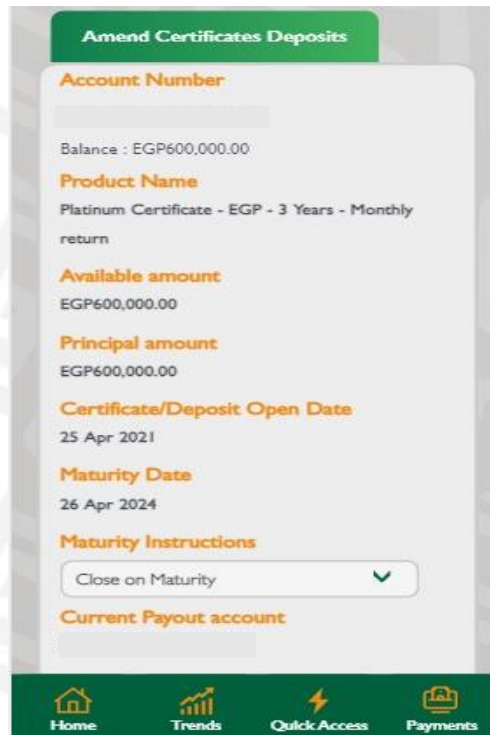 Amend Certificates Deposits
Account Number
Balance : EGP600,000.00
Product Name
Platinum Certificate - EGP - 3 Years - Monthly
return
Available amount
EGP600,000.00
Principal amount
EGP600,000.00
Certificate/Deposit Open Date
25 Apr 2021
Maturity Date
26 Apr 2024
Maturity Instructions
Close on Maturity
Current Payout account
Home Trends Quick Access Payments